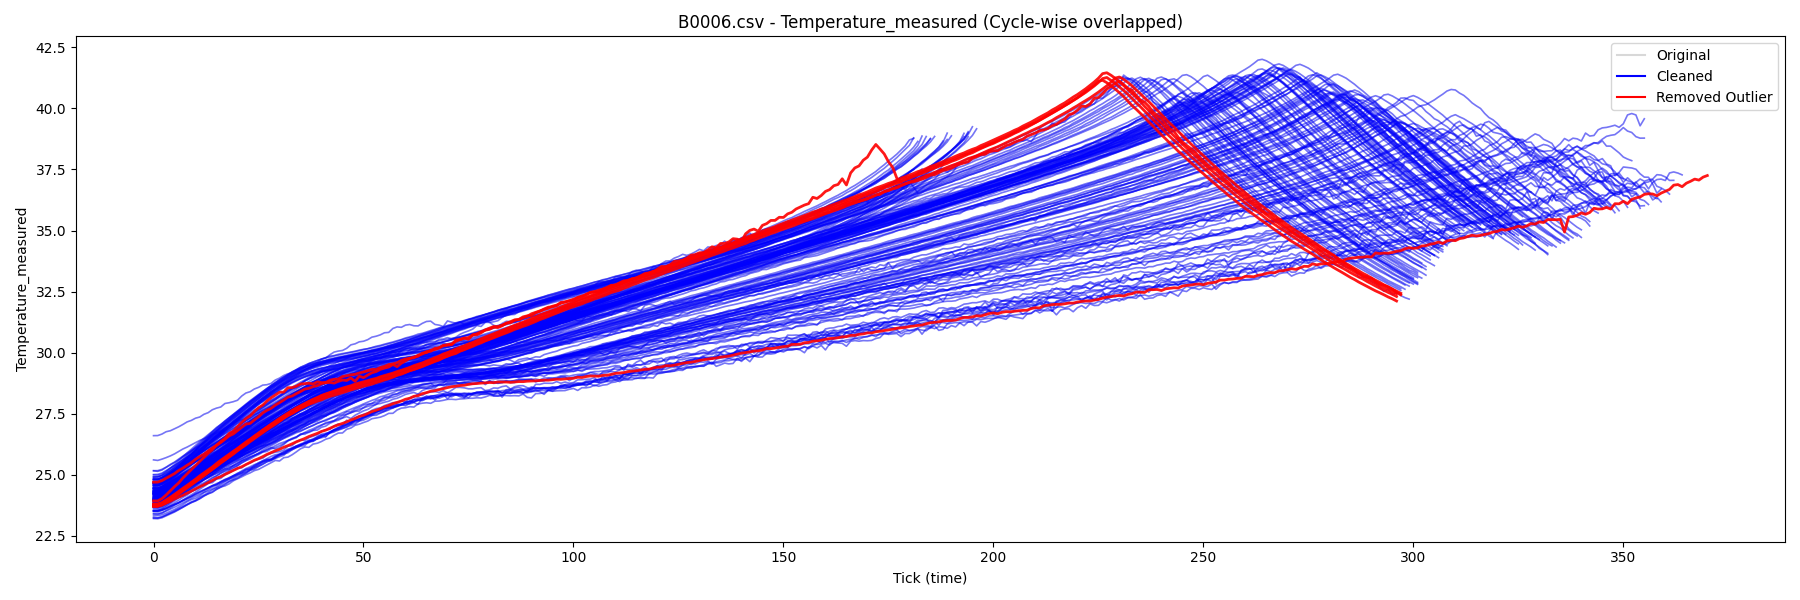 B0006.csv - Temperature_measured (Cycle-wise overlapped)
Original
Cleaned
Removed Outlier
Temperature_measured
42.5
40.0
37.5
35.0
32.5
30.0
27.5
25.0
22.5
0 50 100 150 200 250 300 350
Tick (time)